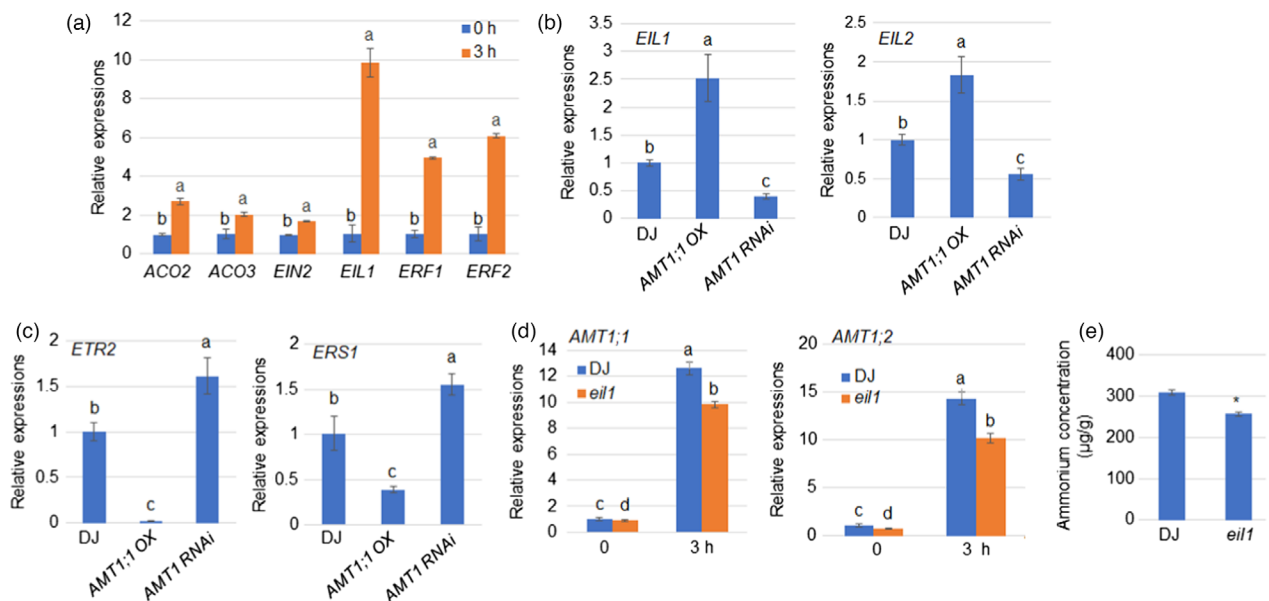 (a)
Relative expressions
12
10
8
6
4
2
0
0 h
3 h
b
a
b
a
b
a
b
a
b
a
b
a
ACO2
ACO3
EIN2
EIL1
ERF1
ERF2
(b)
EIL1
Relative expressions
3.5
3
2.5
2
1.5
1
0.5
0
b
a
c
DJ
AMT1;1 OX
AMT1 RNAi
EIL2
Relative expressions
2.5
2
1.5
1
0.5
0
b
a
c
DJ
AMT1;1 OX
AMT1 RNAi
(c)
ETR2
Relative expressions
2
1.5
1
0.5
0
b
c
a
DJ
AMT1;1 OX
AMT1 RNAi
ERS1
Relative expressions
2
1.5
1
0.5
0
b
c
a
DJ
AMT1;1 OX
AMT1 RNAi
(d)
AMT1;1
Relative expressions
14
12
10
8
6
4
2
0
DJ
eil1
c
d
a
b
0
3 h
AMT1;2
Relative expressions
20
15
10
5
0
DJ
eil1
c
d
a
b
0
3 h
(e)
Ammonium concentration
(µg/g)
400
300
200
100
0
*
DJ
eil1